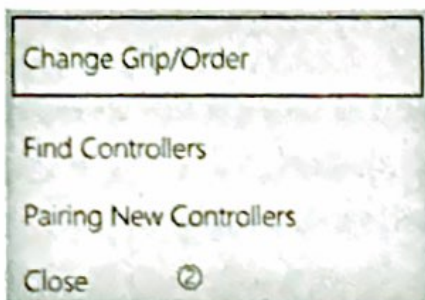 Change Grip/Order
Find Controllers
Pairing New Controllers
Close ②